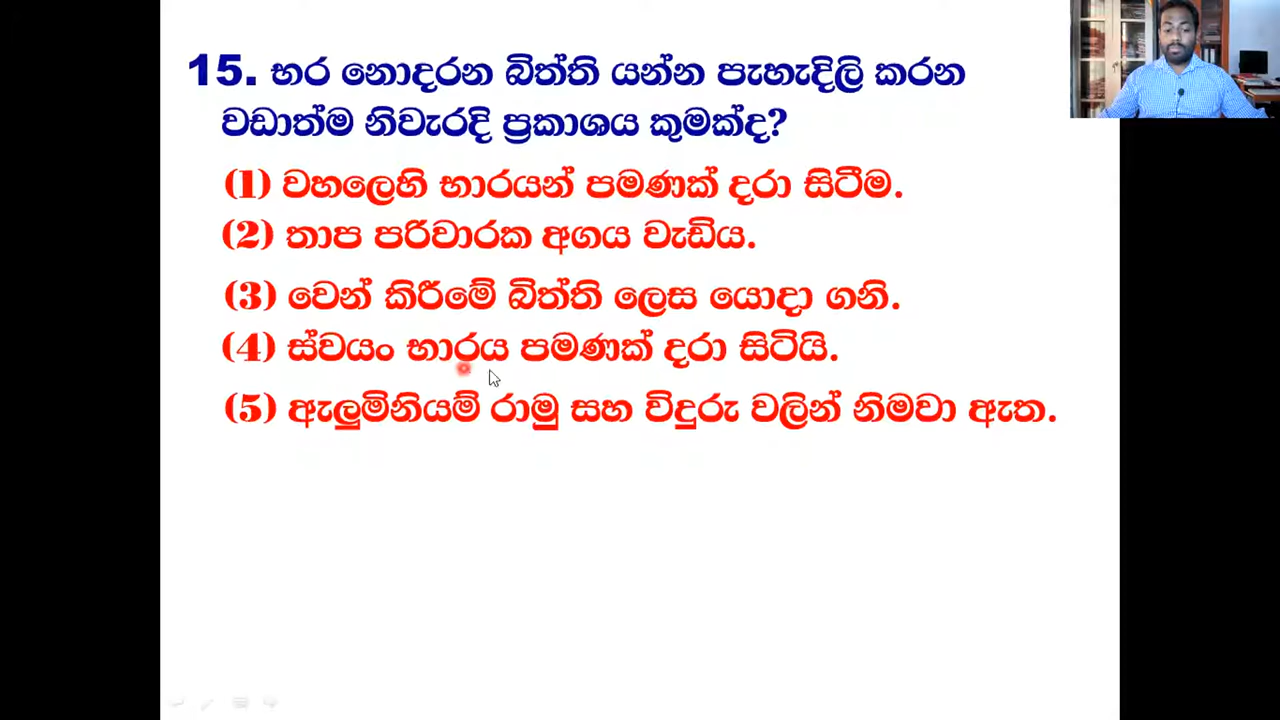 15. භර නොදරන බිත්ති යන්න පැහැදිලි කරන
වඩාත්ම නිවැරදි ප්‍රකාශය කුමක්ද?
(1) වහලෙහි භාරයන් පමණක් දරා සිටීම.
(2) තාප පරිවාරක අගය වැඩිය.
(3) වෙන් කිරීමේ බිත්ති ලෙස යොදා ගනි.
(4) ස්වයං භාරය පමණක් දරා සිටියි.
(5) ඇලුමිනියම් රාමු සහ විදුරු වලින් නිමවා ඇත.